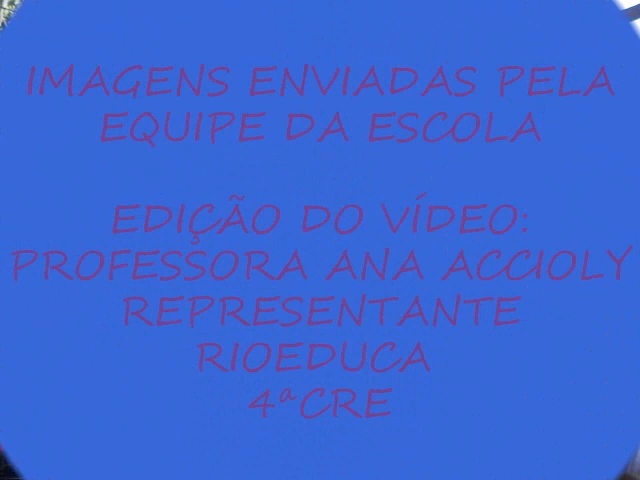 IMAGENS ENVIADAS PELA
EQUIPE DA ESCOLA
EDIÇÃO DO VÍDEO:
PROFESSORA ANA ACCIOLY
REPRESENTANTE
RIOEDUCA
4ªCRE